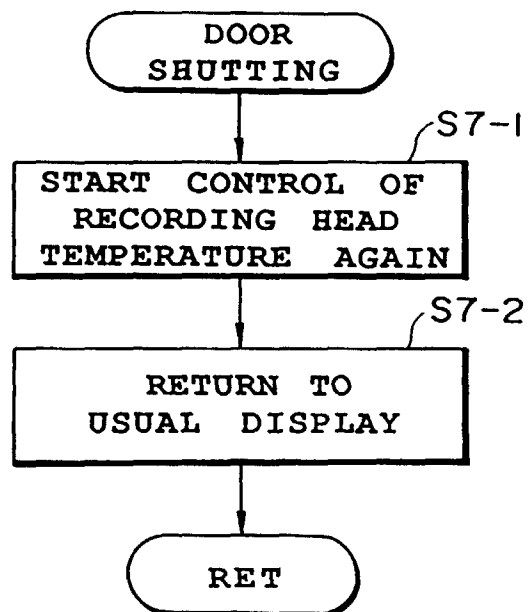 DOOR
SHUTTING
S7-1
START CONTROL OF
RECORDING HEAD
TEMPERATURE AGAIN
S7-2
RETURN TO
USUAL DISPLAY
RET